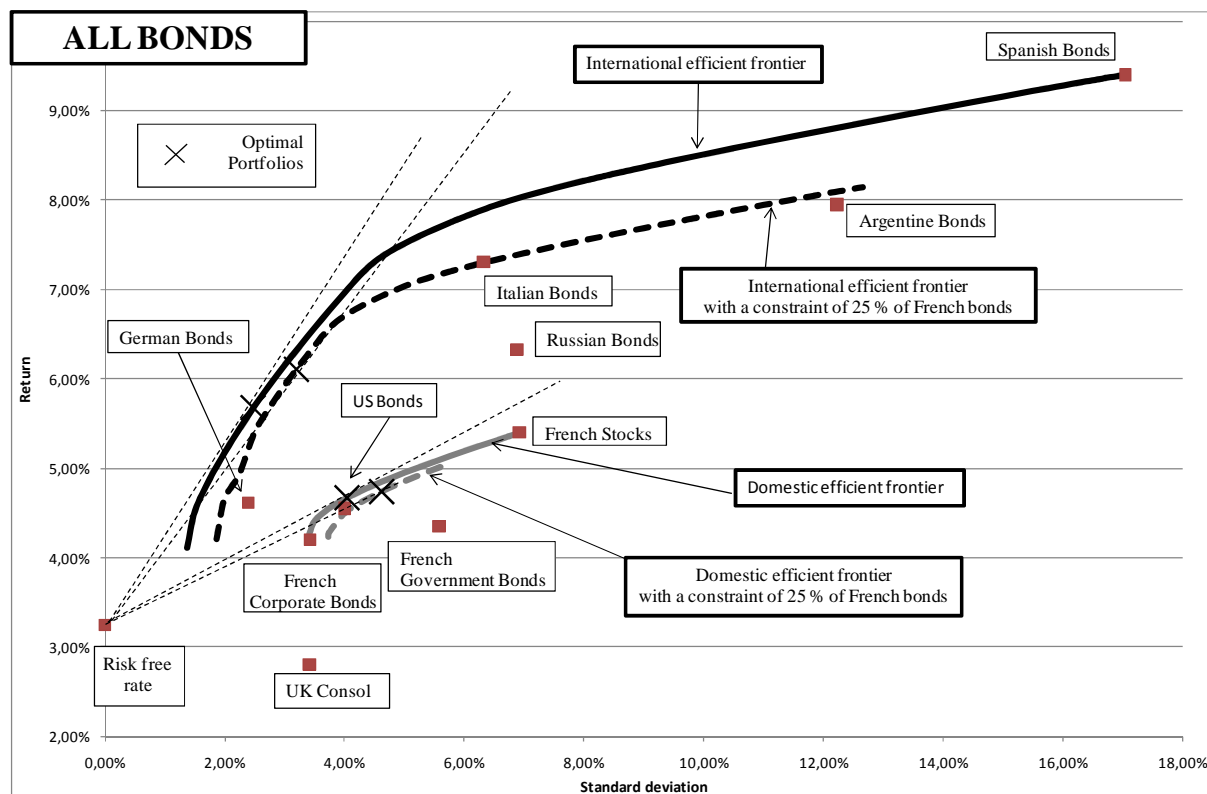 ALL BONDS
International efficient frontier
Spanish Bonds
9,00%
Optimal
Portfolios
8,00%
Argentine Bonds
7,00%
Italian Bonds
International efficient frontier
with a constraint of 25 % of French bonds
German Bonds
Russian Bonds
6,00%
US Bonds
Return
French Stocks
5,00%
Domestic efficient frontier
4,00%
French
Corporate Bonds
French
Government Bonds
Domestic efficient frontier
with a constraint of 25 % of French bonds
3,00%
Risk free
rate
UK Consol
2,00%
0,00%
2,00%
4,00%
6,00%
8,00%
10,00%
12,00%
14,00%
16,00%
18,00%
Standard deviation